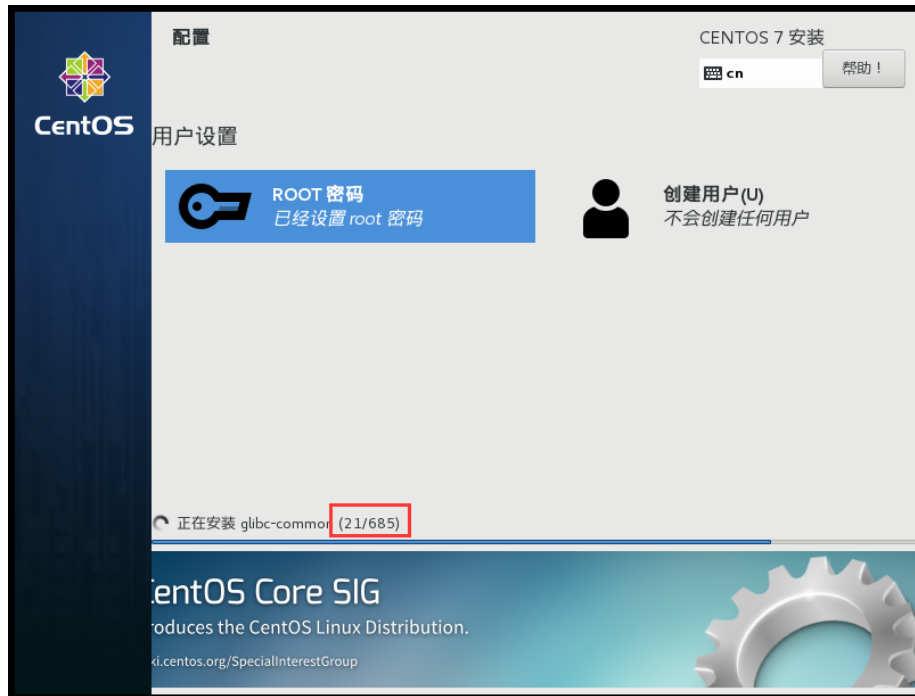 配置
CENTOS 7 安装
cn
帮助！
CentOS
用户设置
ROOT 密码
已经设置 root 密码
创建用户(U)
不会创建任何用户
正在安装 glibc-common (21/685)
entOS Core SIG
oduces the CentOS Linux Distribution.
ki.centos.org/SpecialInterestGroup